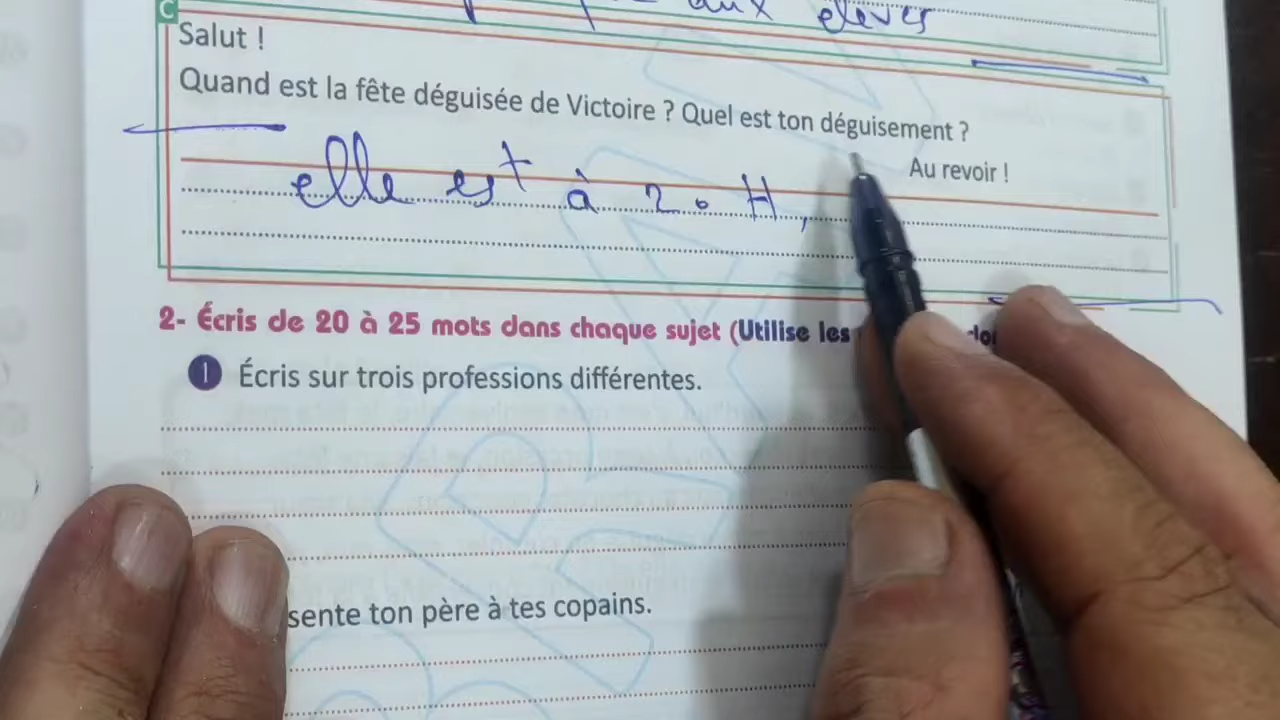 aux élèves
C
Salut !
Quand est la fête déguisée de Victoire ? Quel est ton déguisement ?
Au revoir !
elle est à 20 H,
2- Écris de 20 à 25 mots dans chaque sujet (Utilise les
1 Écris sur trois professions différentes.
sente ton père à tes copains.